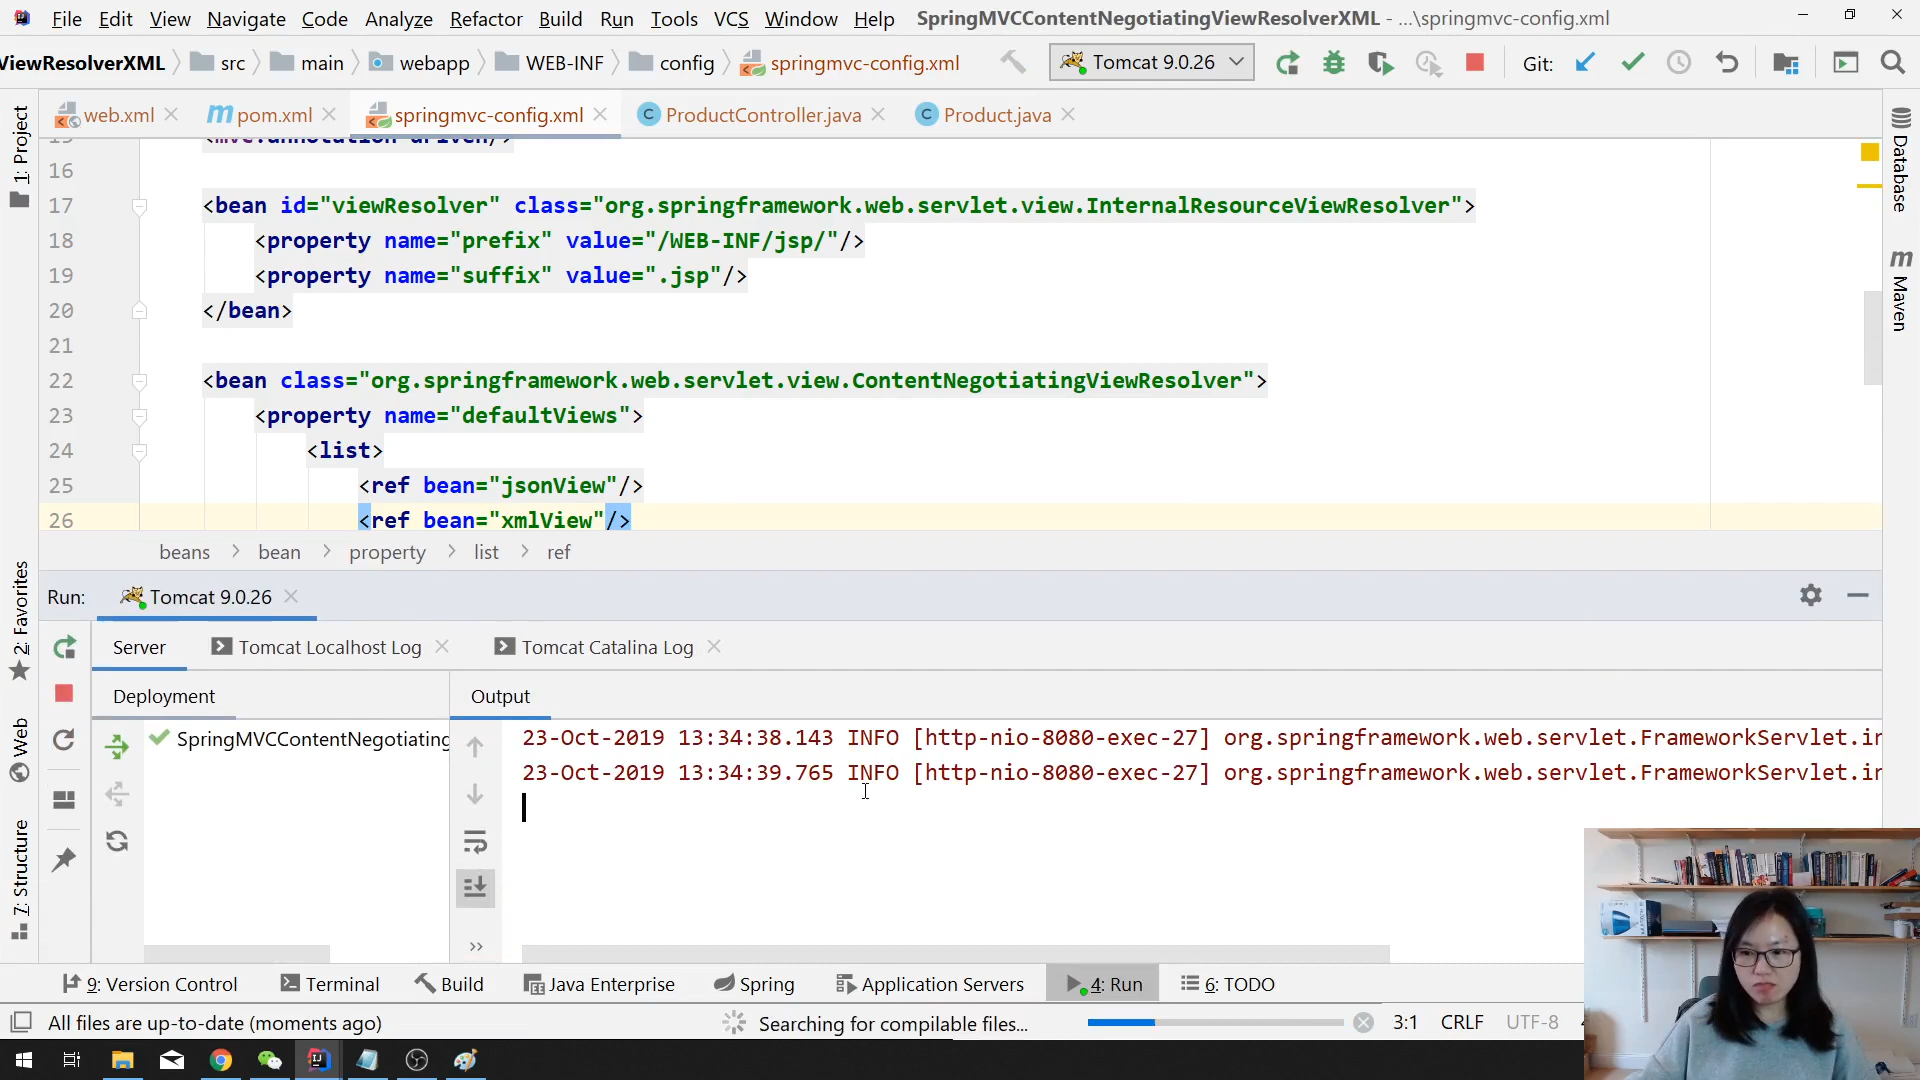 File Edit View Navigate Code Analyze Refactor Build Run Tools VCS Window Help SpringMVCContentNegotiatingViewResolverXML - ...\springmvc-config.xml
ViewResolverXML src main webapp WEB-INF config springmvc-config.xml Tomcat 9.0.26 Git:
web.xml pom.xml springmvc-config.xml ProductController.java Product.java
1: Project
Database
Maven
2: Favorites
Web
7: Structure
15 <mvc:annotation-driven/>
16
17 <bean id="viewResolver" class="org.springframework.web.servlet.view.InternalResourceViewResolver">
18 <property name="prefix" value="/WEB-INF/jsp/"/>
19 <property name="suffix" value=".jsp"/>
20 </bean>
21
22 <bean class="org.springframework.web.servlet.view.ContentNegotiatingViewResolver">
23 <property name="defaultViews">
24 <list>
25 <ref bean="jsonView"/>
26 <ref bean="xmlView"/>
beans > bean > property > list > ref
Run: Tomcat 9.0.26
Server Tomcat Localhost Log Tomcat Catalina Log
Deployment Output
SpringMVCContentNegotiating
23-Oct-2019 13:34:38.143 INFO [http-nio-8080-exec-27] org.springframework.web.servlet.FrameworkServlet.in
23-Oct-2019 13:34:39.765 INFO [http-nio-8080-exec-27] org.springframework.web.servlet.FrameworkServlet.in
9: Version Control Terminal Build Java Enterprise Spring Application Servers 4: Run 6: TODO
All files are up-to-date (moments ago) Searching for compilable files... 3:1 CRLF UTF-8